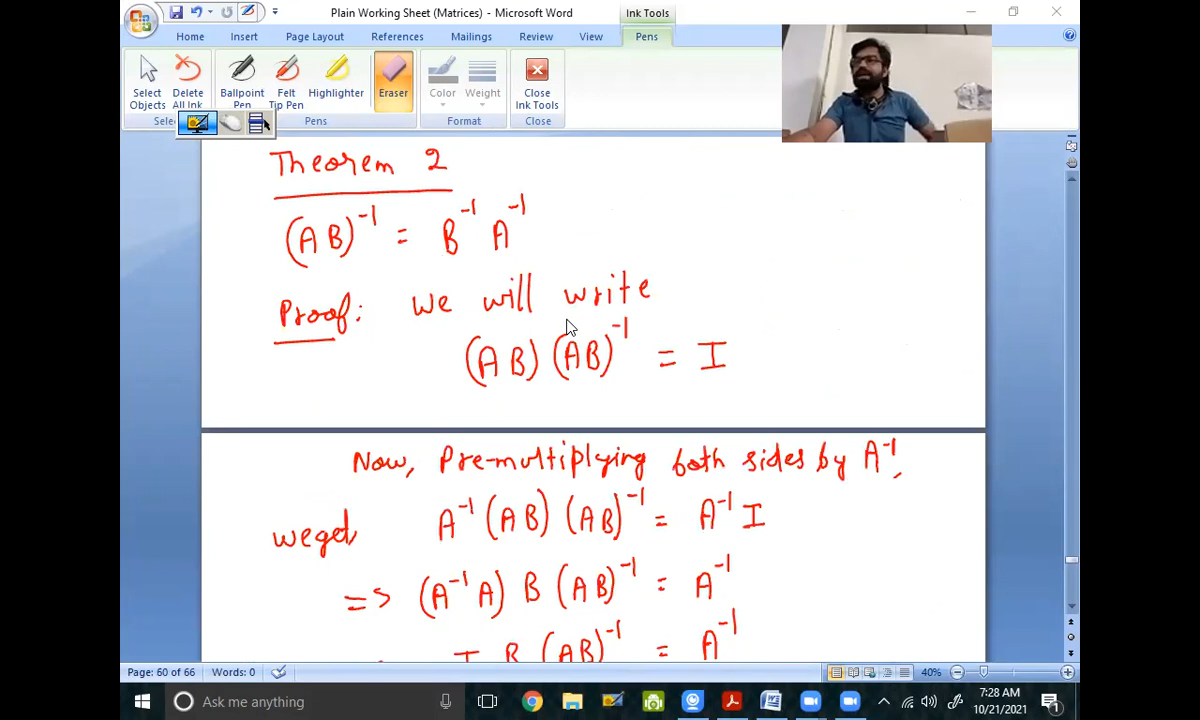 Plain Working Sheet (Matrices) - Microsoft Word
Ink Tools
Home Insert Page Layout References Mailings Review View Pens
Select Objects
Delete All Ink
Ballpoint Pen
Felt Tip Pen
Highlighter
Eraser
Color
Weight
Close Ink Tools
Pens Format Close
Theorem 2
(AB)⁻¹ = B⁻¹ A⁻¹
Proof: We will write
(AB) (AB)⁻¹ = I
Now, Pre-multiplying both sides by A⁻¹,
we get, A⁻¹ (AB) (AB)⁻¹ = A⁻¹ I
=> (A⁻¹ A) B (AB)⁻¹ = A⁻¹
I B (AB)⁻¹ = A⁻¹
Page: 60 of 66 Words: 0 40%
Ask me anything
7:28 AM
10/21/2021